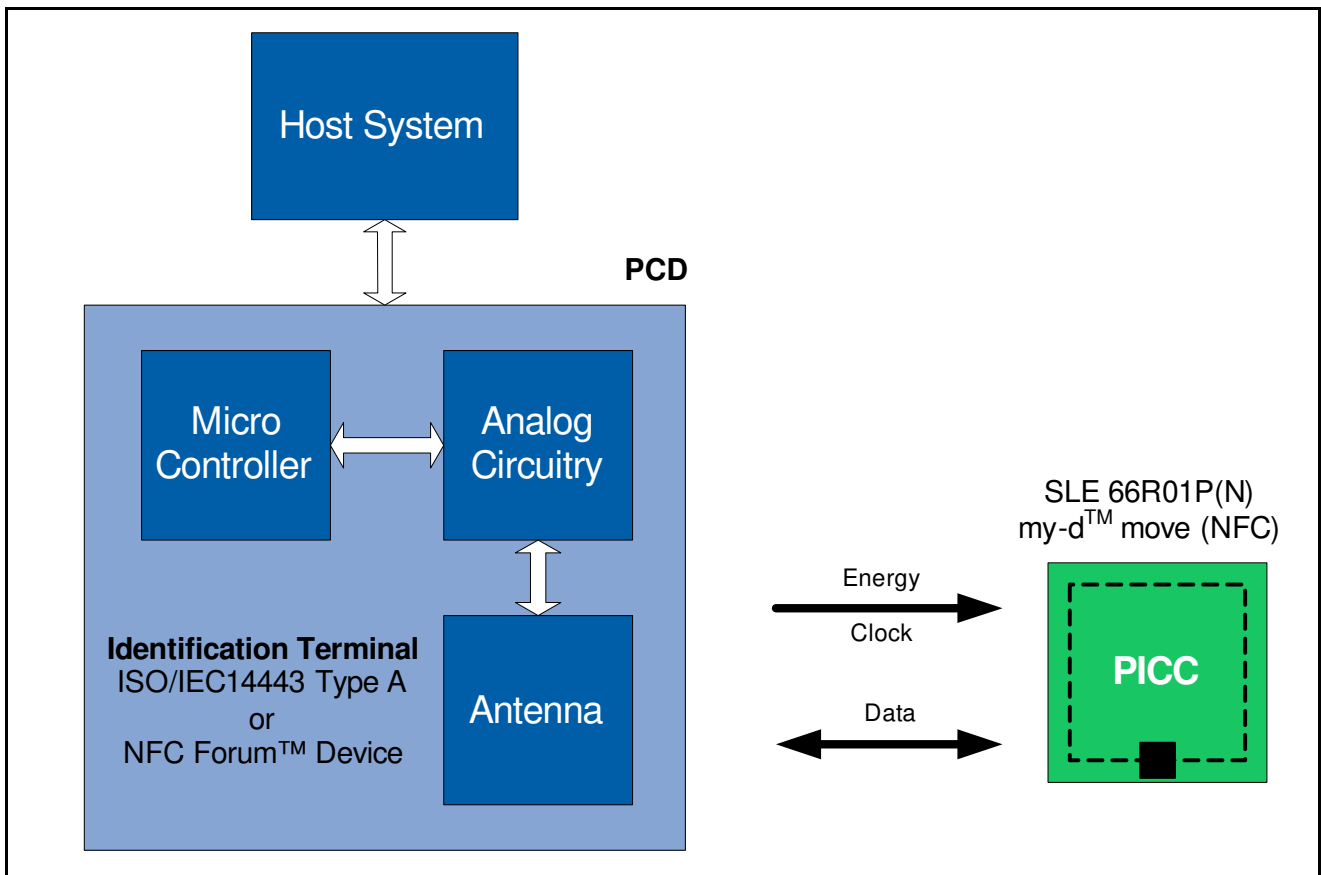 Host System
PCD
Micro
Controller
Analog
Circuitry
Identification Terminal
ISO/IEC14443 Type A
or
NFC Forum™ Device
Antenna
Energy
Clock
Data
SLE 66R01P(N)
my-d™ move (NFC)
PICC